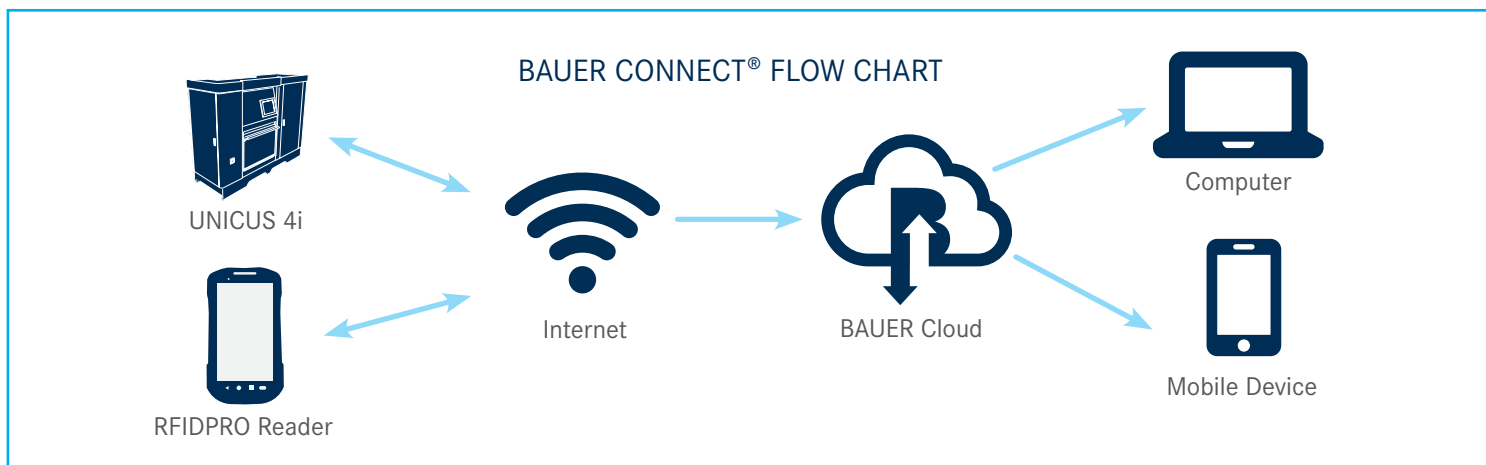 BAUER CONNECT® FLOW CHART
UNICUS 4i
RFIDPRO Reader
Internet
B
BAUER Cloud
Computer
Mobile Device